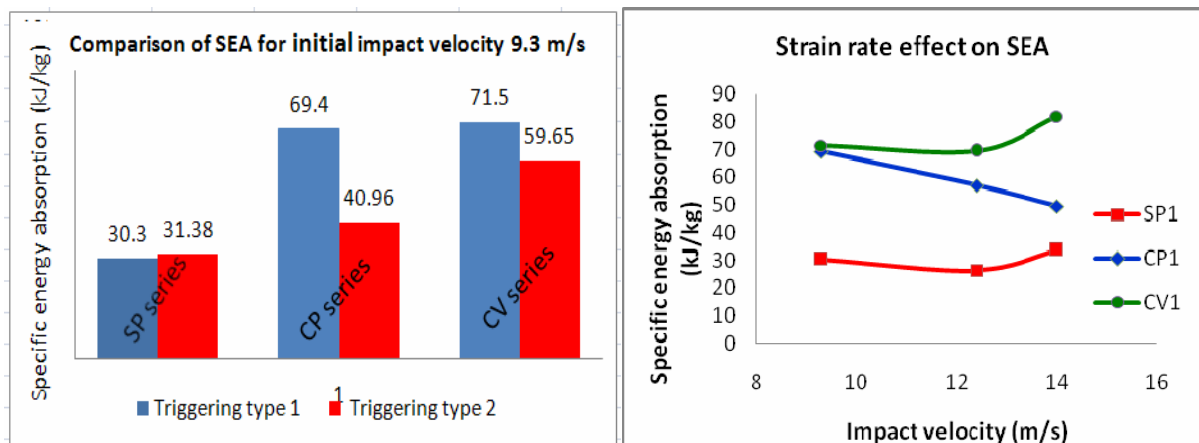 Comparison of SEA for initial impact velocity 9.3 m/s
Specific energy absorption (kJ/kg)
30.3
31.38
69.4
40.96
71.5
59.65
SP series
CP series
CV series
1
Triggering type 1
Triggering type 2
Strain rate effect on SEA
Specific energy absorption
(kJ/kg)
90
80
70
60
50
40
30
20
10
0
8
10
12
14
16
Impact velocity (m/s)
SP1
CP1
CV1